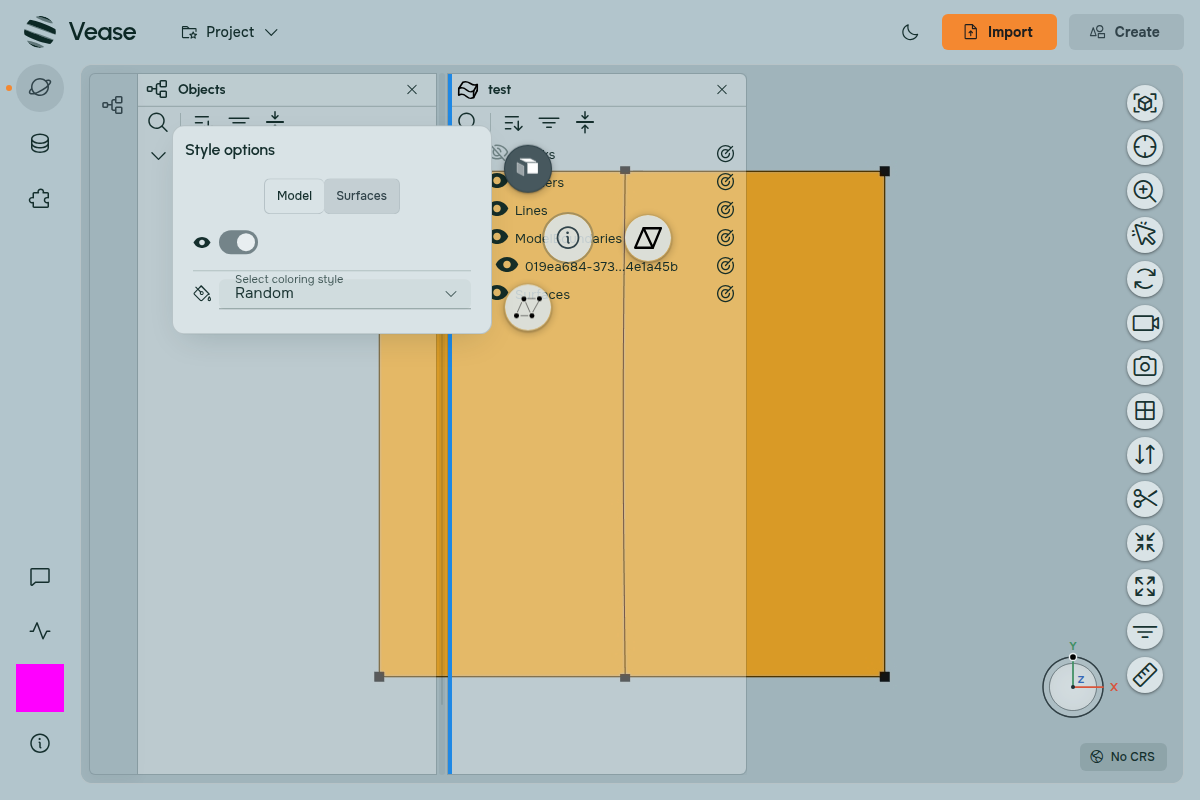 Vease
Project
Import
Create
Objects
test
Style options
Model
Surfaces
Lines
019ea684-373...4e1a45b
Select coloring style
Random
Y
Z
X
No CRS